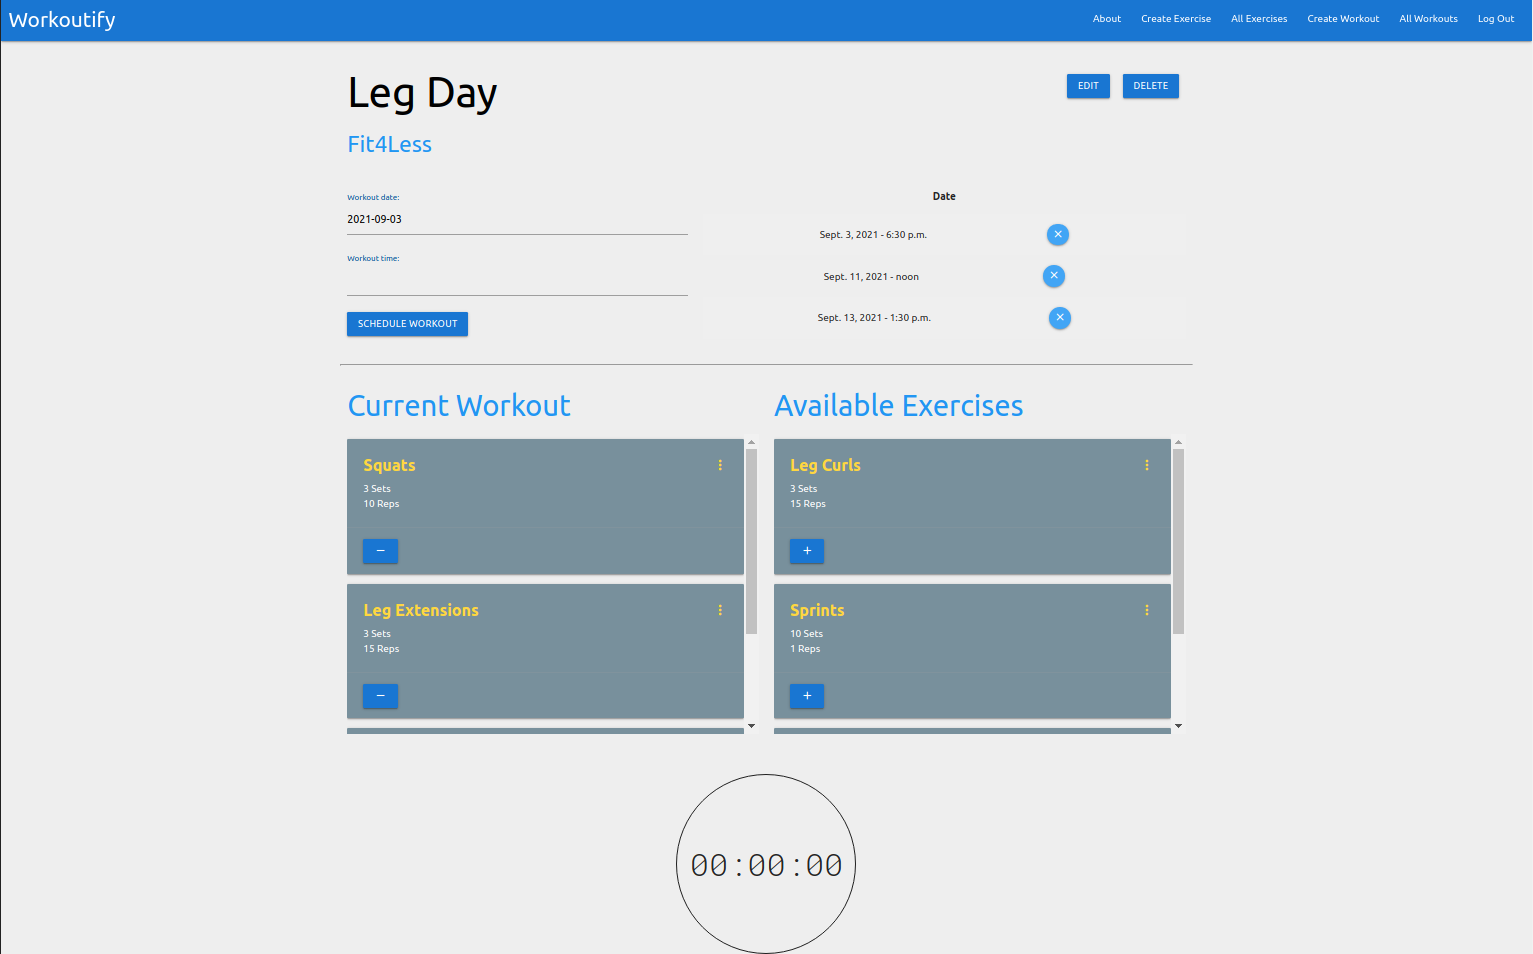 Workoutify
About Create Exercise All Exercises Create Workout All Workouts Log Out
Leg Day
EDIT DELETE
Fit4Less
Workout date:
2021-09-03
Workout time:
SCHEDULE WORKOUT
Date
Sept. 3, 2021 - 6:30 p.m.
Sept. 11, 2021 - noon
Sept. 13, 2021 - 1:30 p.m.
Current Workout
Squats
3 Sets
10 Reps
Leg Extensions
3 Sets
15 Reps
Available Exercises
Leg Curls
3 Sets
15 Reps
Sprints
10 Sets
1 Reps
00:00:00